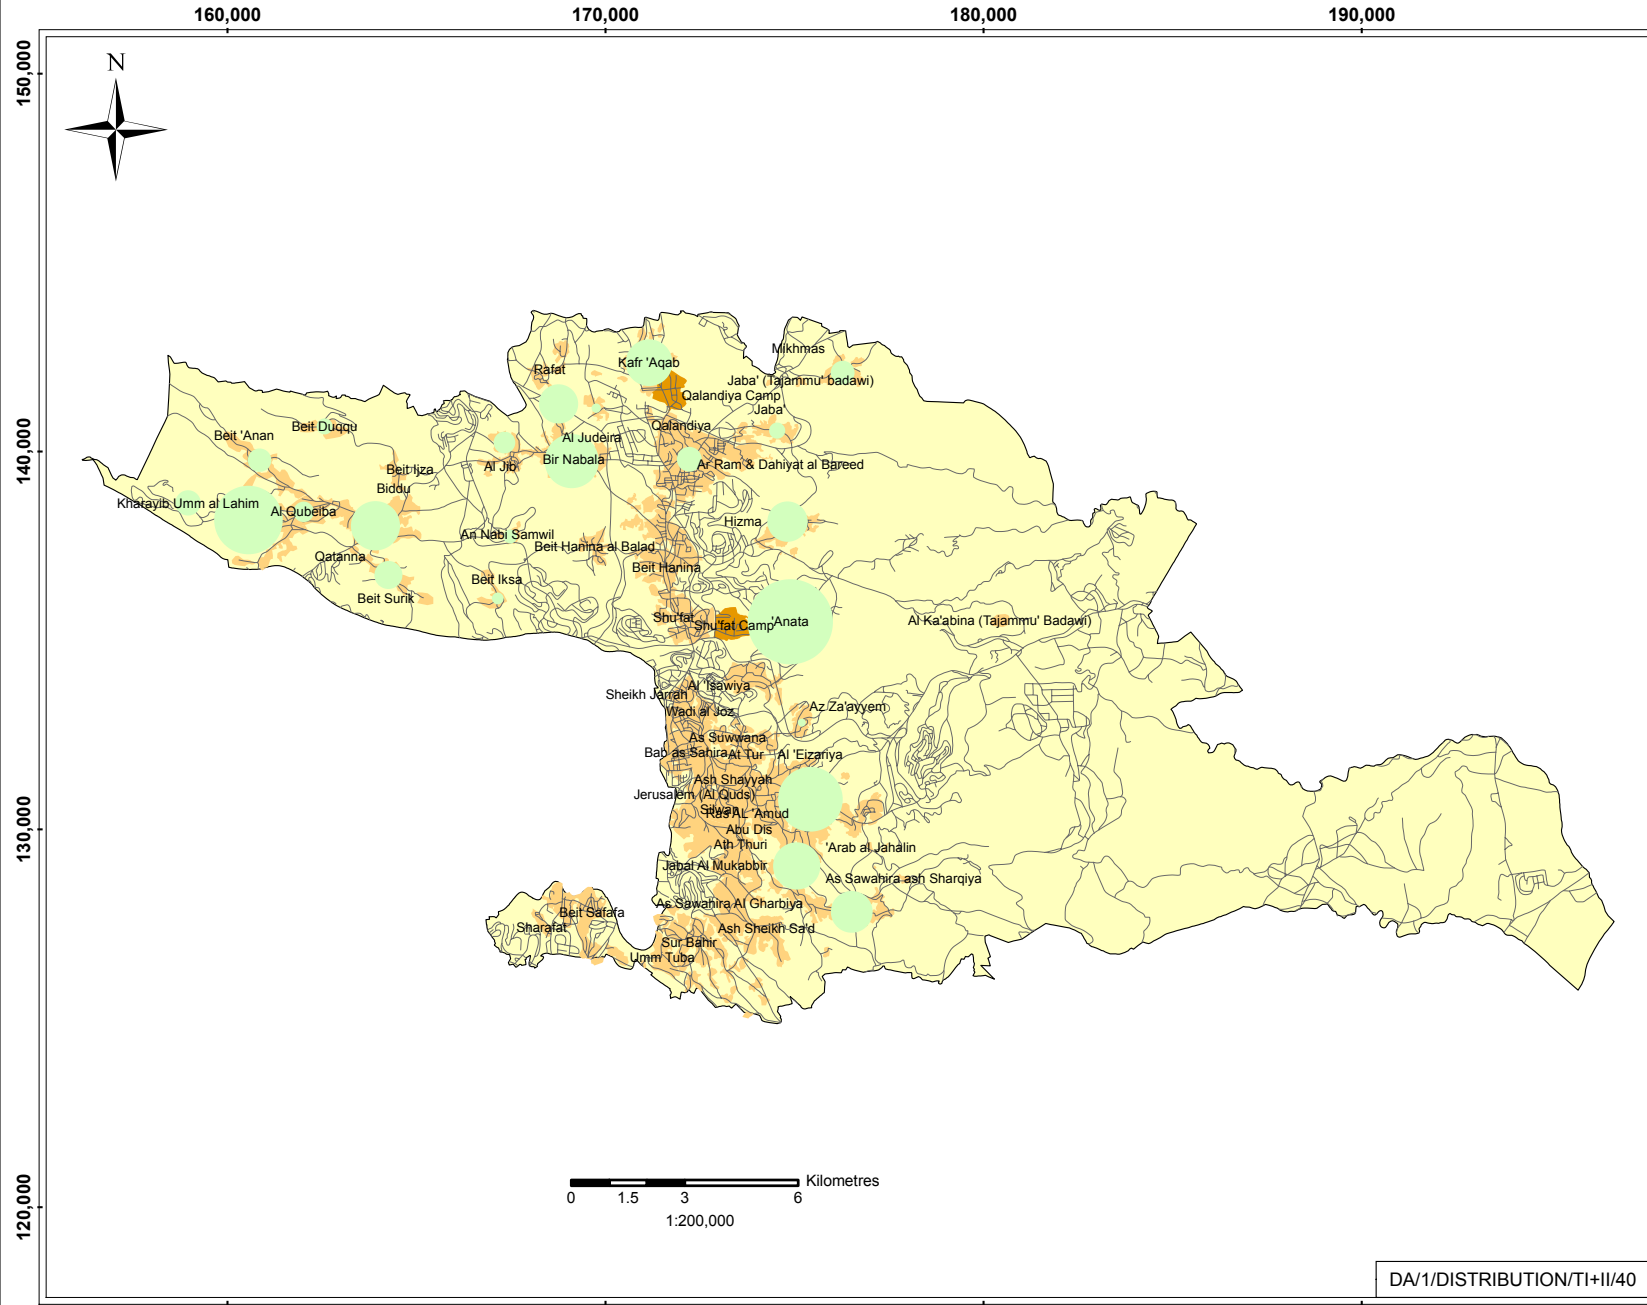 160,000
170,000
180,000
190,000
150,000
140,000
130,000
120,000
N
Mikhmas
Kafr 'Aqab
Rafat
Jaba' (Tajammu' badawi)
Qalandiya Camp
Jaba'
Beit Duqqu
Qalandiya
Beit 'Anan
Al Judeira
Bir Nabala
Ar Ram & Dahiyat al Bareed
Al Jib
Beit Ijza
Biddu
Kharayib Umm al Lahim
Al Qubeiba
Hizma
An Nabi Samwil
Beit Hanina al Balad
Qatanna
Beit Hanina
Beit Iksa
Beit Surik
Shu'fat
Shu'fat Camp
'Anata
Al Ka'abina (Tajammu' Badawi)
Al 'Isawiya
Sheikh Jarrah
Wadi al Joz
Az Za'ayyem
As Suwwana
Bab as Sahira
At Tur
Al 'Eizariya
Ash Shayyah
Jerusalem (Al Quds)
Silwan
Ras AL 'Amud
Abu Dis
Ath Thuri
'Arab al Jahalin
Jabal Al Mukabbir
As Sawahira ash Sharqiya
As Sawahira Al Gharbiya
Beit Safafa
Sharafat
Ash Sheikh Sa'd
Sur Bahir
Umm Tuba
Kilometres
0 1.5 3 6
1:200,000
DA/1/DISTRIBUTION/TI+II/40